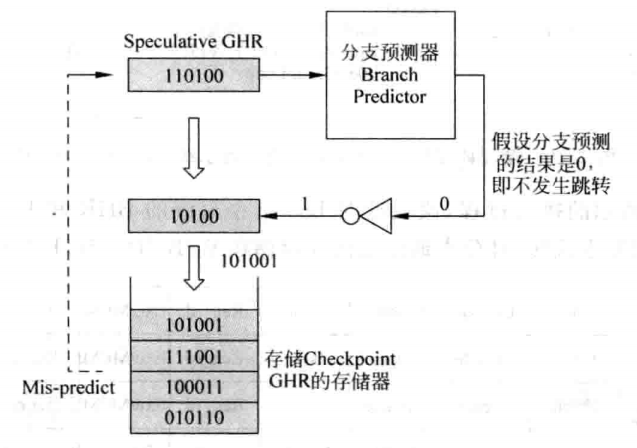 Speculative GHR
110100
分支预测器
Branch
Predictor
假设分支预测
的结果是0，
即不发生跳转
10100
1
0
101001
101001
111001
100011
010110
存储Checkpoint
GHR的存储器
Mis-predict